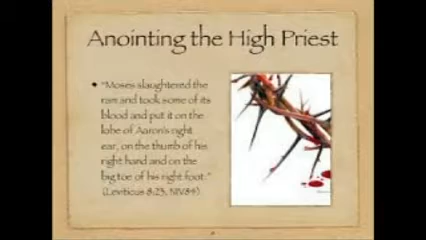 Anointing the High Priest
• "Moses slaughtered the
ram and took some of its
blood and put it on the
lobe of Aaron's right
ear, on the thumb of his
right hand and on the
big toe of his right foot."
(Leviticus 8:23, NIV84)